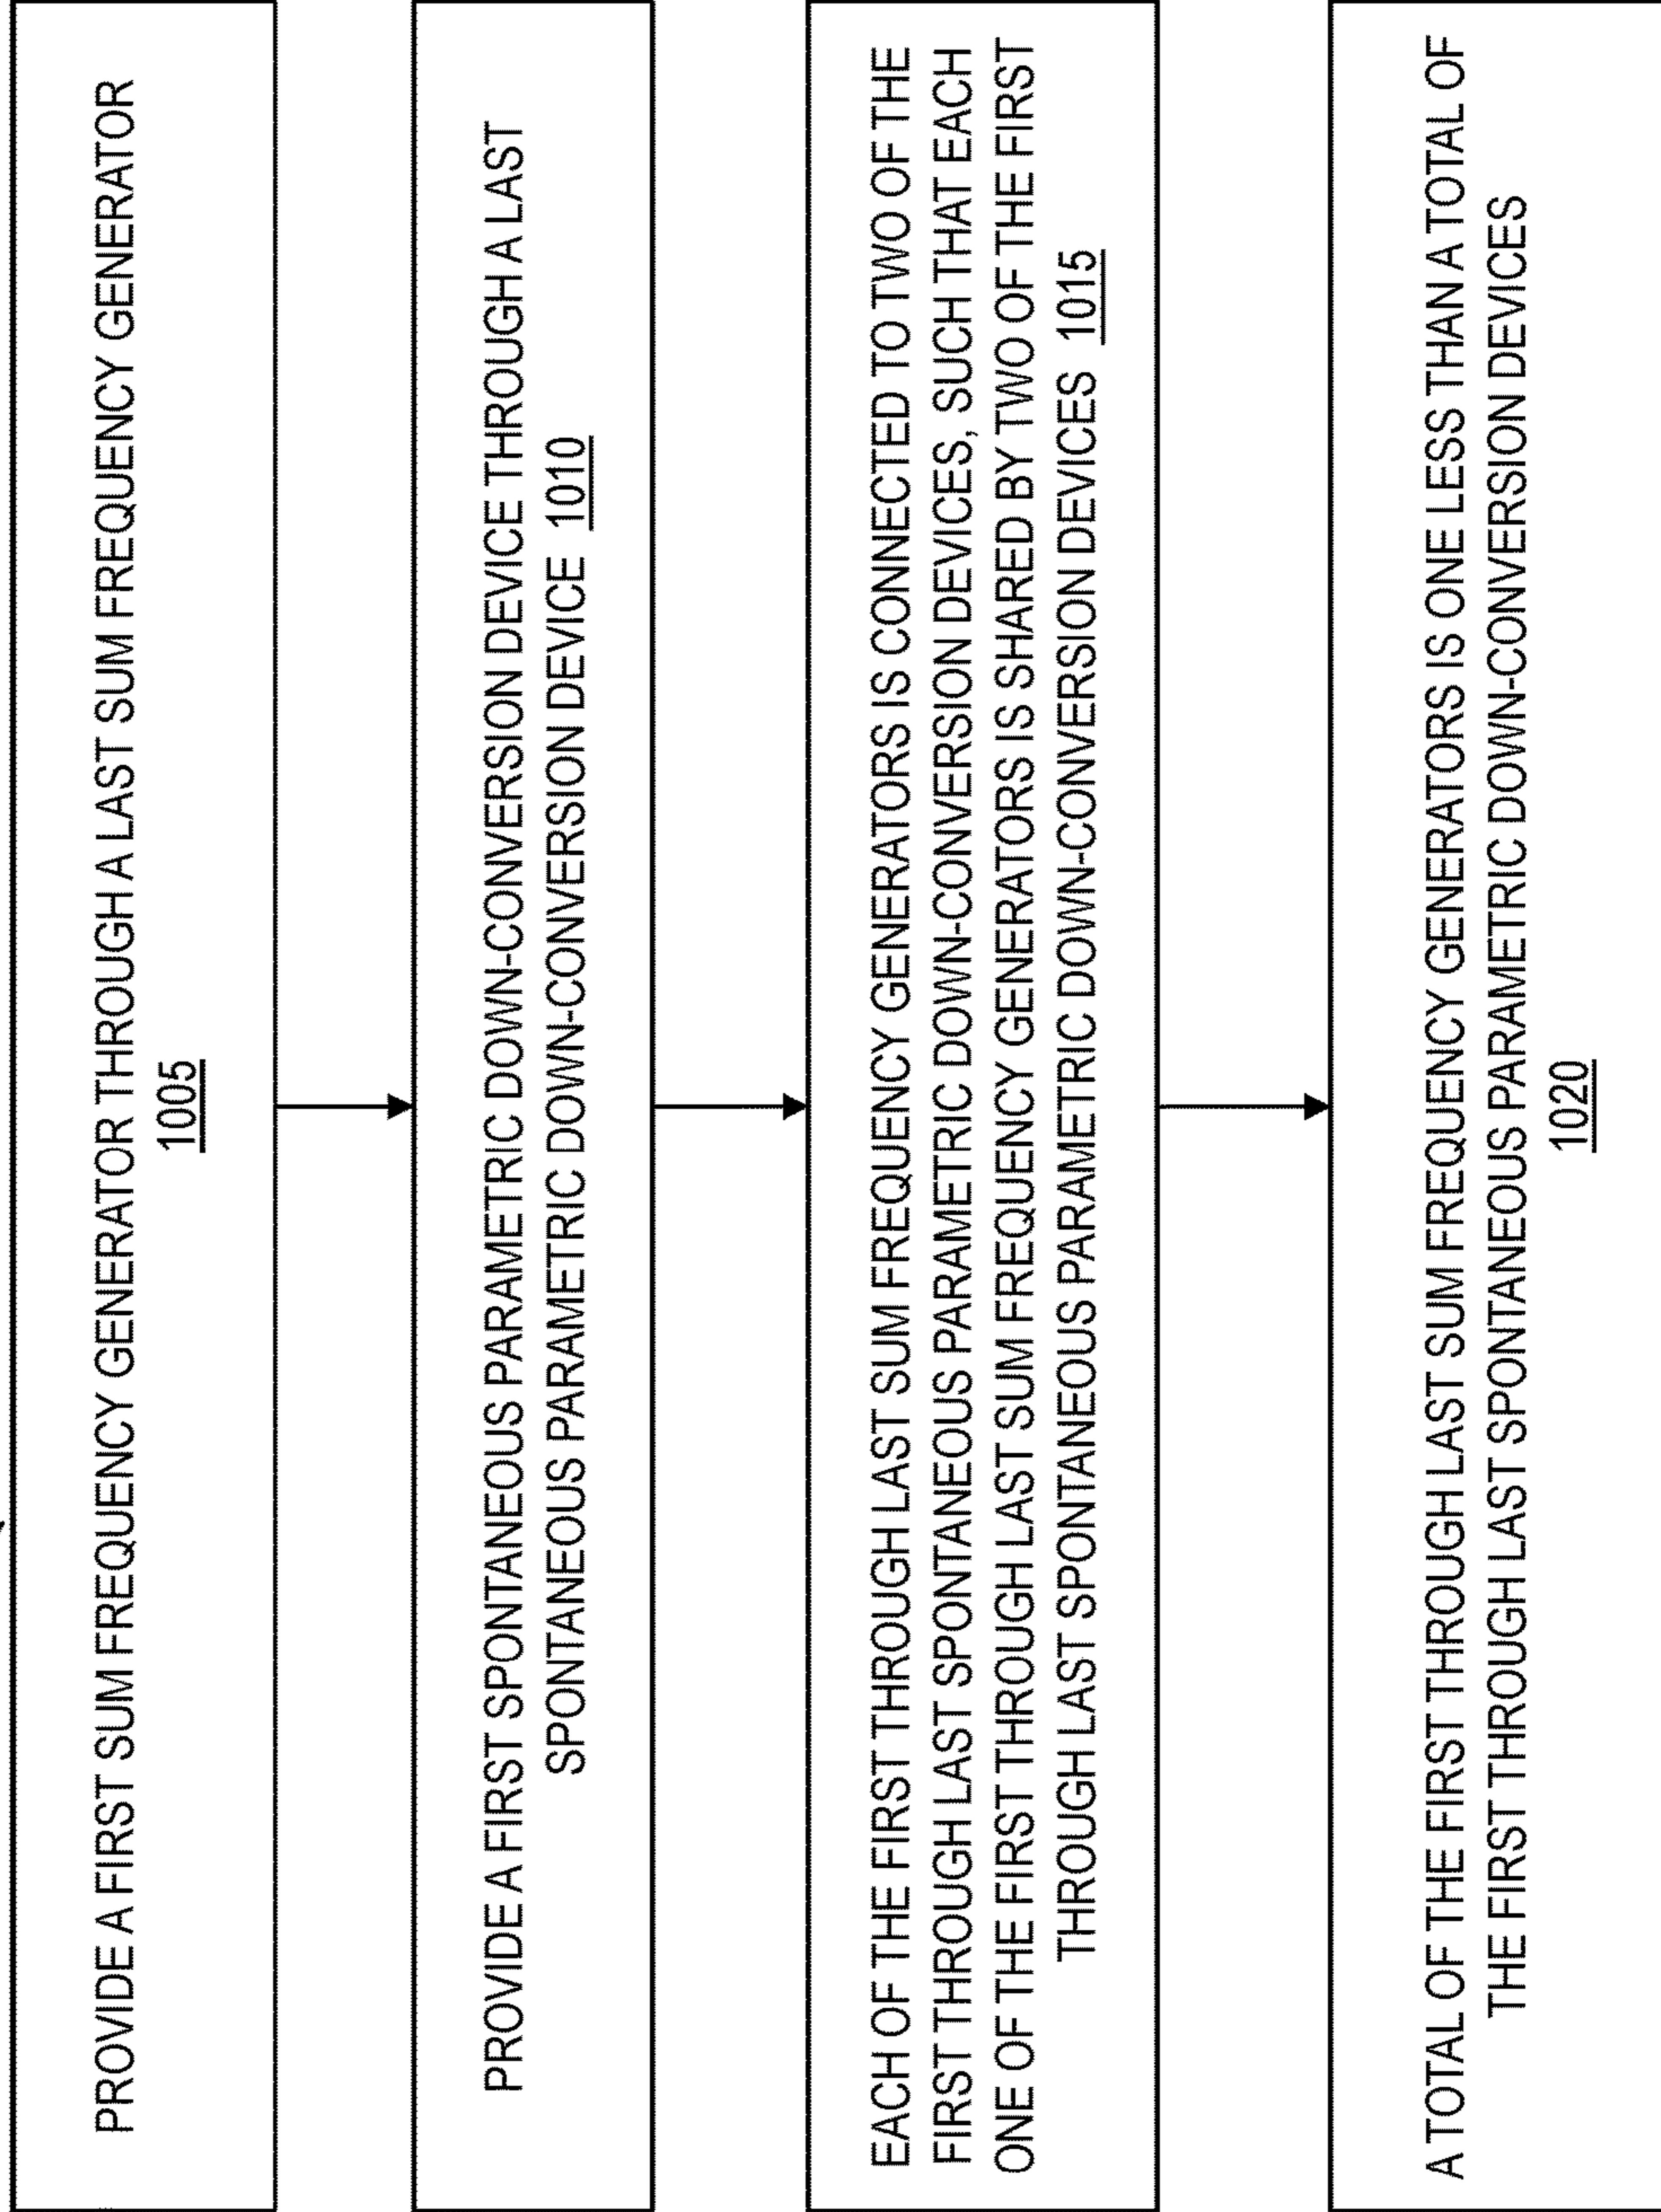 PROVIDE A FIRST SUM FREQUENCY GENERATOR THROUGH A LAST SUM FREQUENCY GENERATOR
1005
PROVIDE A FIRST SPONTANEOUS PARAMETRIC DOWN-CONVERSION DEVICE THROUGH A LAST
SPONTANEOUS PARAMETRIC DOWN-CONVERSION DEVICE 1010
EACH OF THE FIRST THROUGH LAST SUM FREQUENCY GENERATORS IS CONNECTED TO TWO OF THE
FIRST THROUGH LAST SPONTANEOUS PARAMETRIC DOWN-CONVERSION DEVICES, SUCH THAT EACH
ONE OF THE FIRST THROUGH LAST SUM FREQUENCY GENERATORS IS SHARED BY TWO OF THE FIRST
THROUGH LAST SPONTANEOUS PARAMETRIC DOWN-CONVERSION DEVICES 1015
A TOTAL OF THE FIRST THROUGH LAST SUM FREQUENCY GENERATORS IS ONE LESS THAN A TOTAL OF
THE FIRST THROUGH LAST SPONTANEOUS PARAMETRIC DOWN-CONVERSION DEVICES
1020